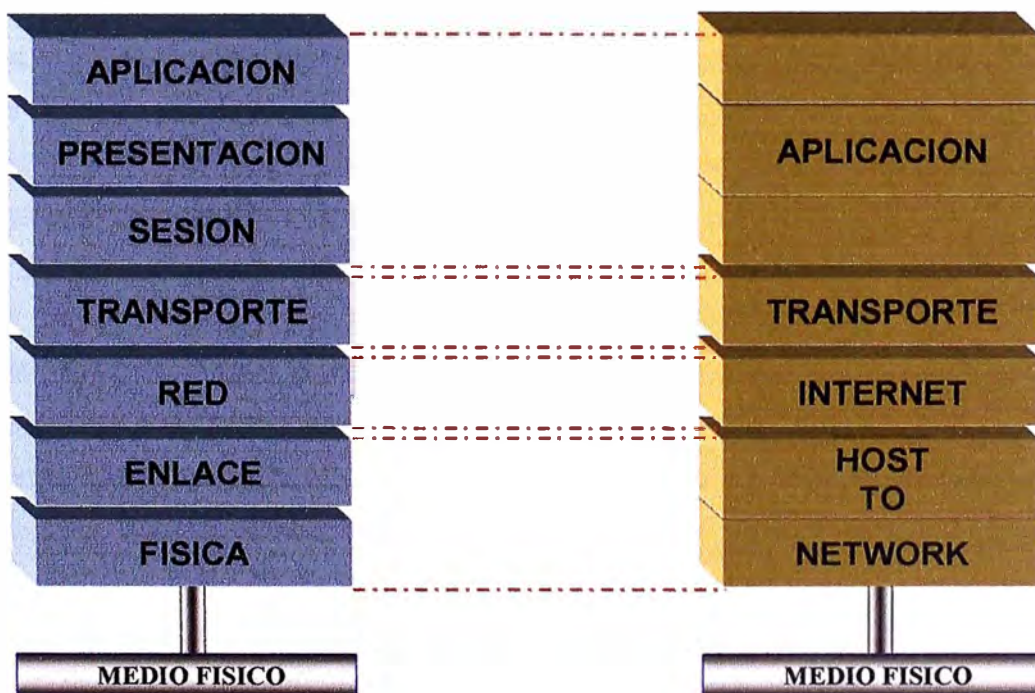 APLICACION
PRESENTACION
SESION
TRANSPORTE
RED
ENLACE
FISICA
MEDIO FISICO
APLICACION
TRANSPORTE
INTERNET
HOST
TO
NETWORK
MEDIO FISICO